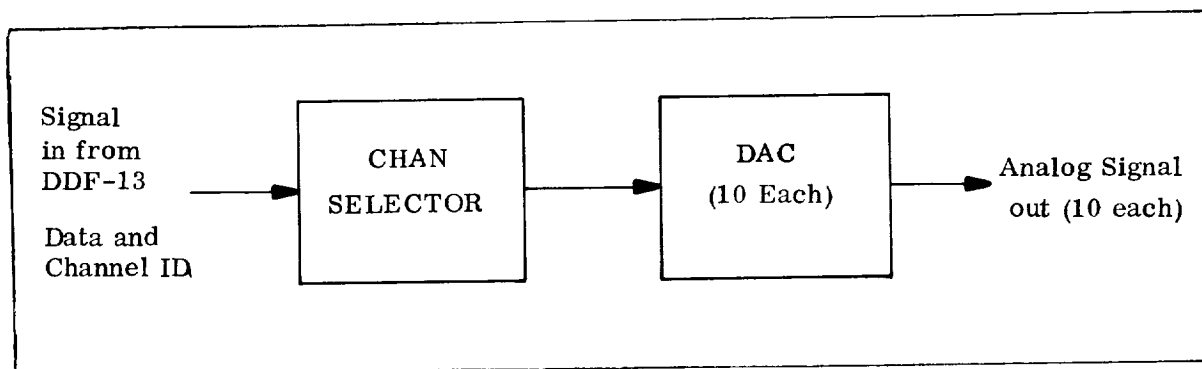 Signal
in from
DDF-13
Data and
Channel ID
CHAN
SELECTOR
DAC
(10 Each)
Analog Signal
out (10 each)